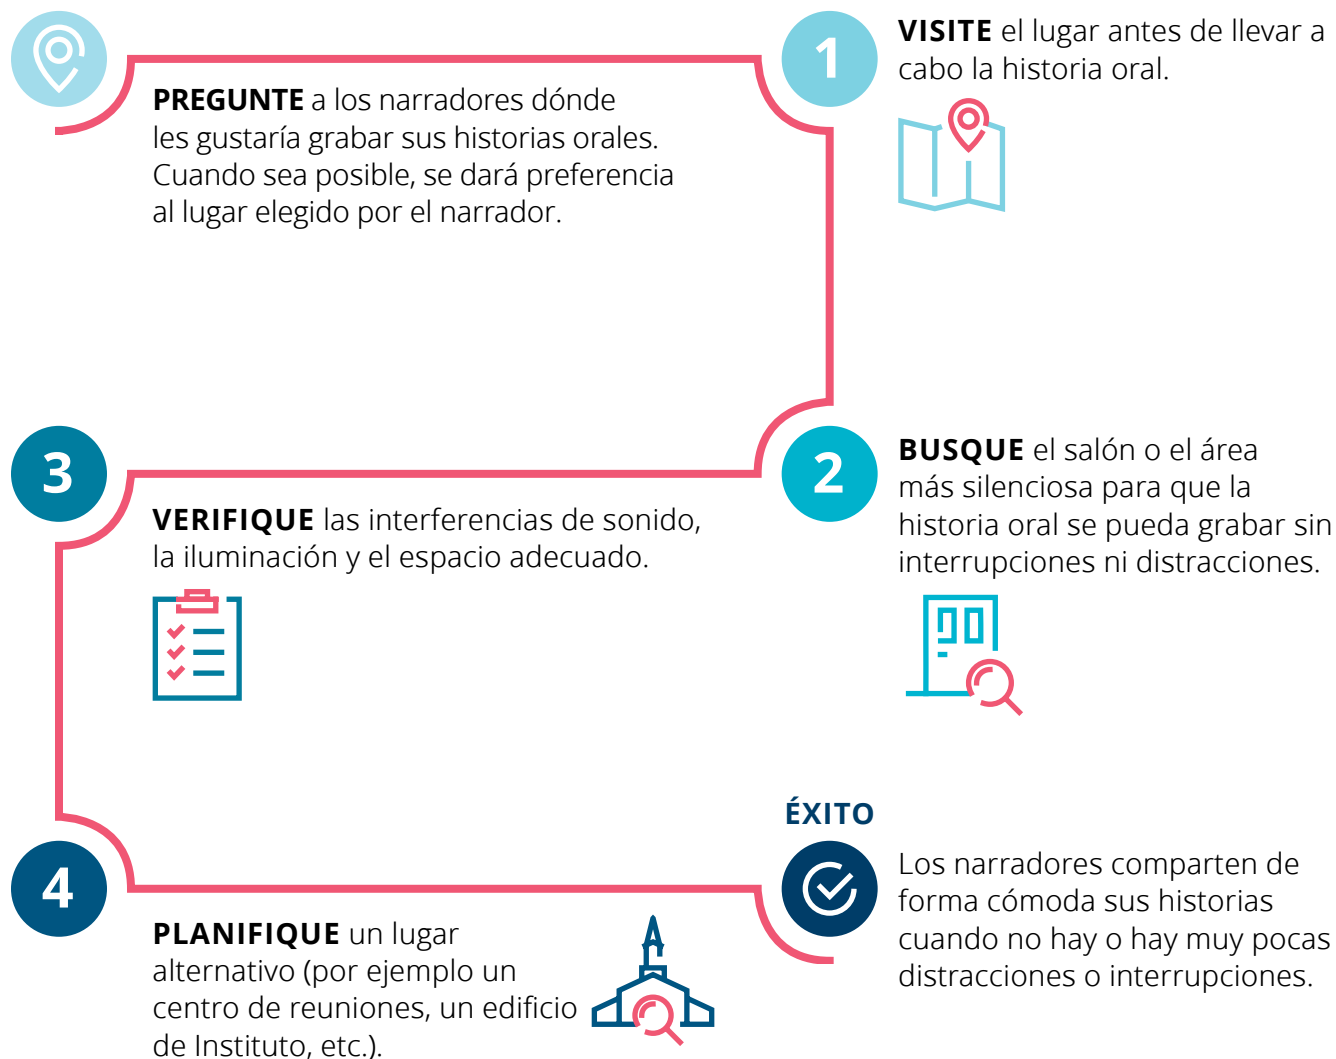 PREGUNTE a los narradores dónde
les gustaría grabar sus historias orales.
Cuando sea posible, se dará preferencia
al lugar elegido por el narrador.
1
VISITE el lugar antes de llevar a
cabo la historia oral.
2
BUSQUE el salón o el área
más silenciosa para que la
historia oral se pueda grabar sin
interrupciones ni distracciones.
3
VERIFIQUE las interferencias de sonido,
la iluminación y el espacio adecuado.
4
PLANIFIQUE un lugar
alternativo (por ejemplo un
centro de reuniones, un edificio
de Instituto, etc.).
ÉXITO
Los narradores comparten de
forma cómoda sus historias
cuando no hay o hay muy pocas
distracciones o interrupciones.